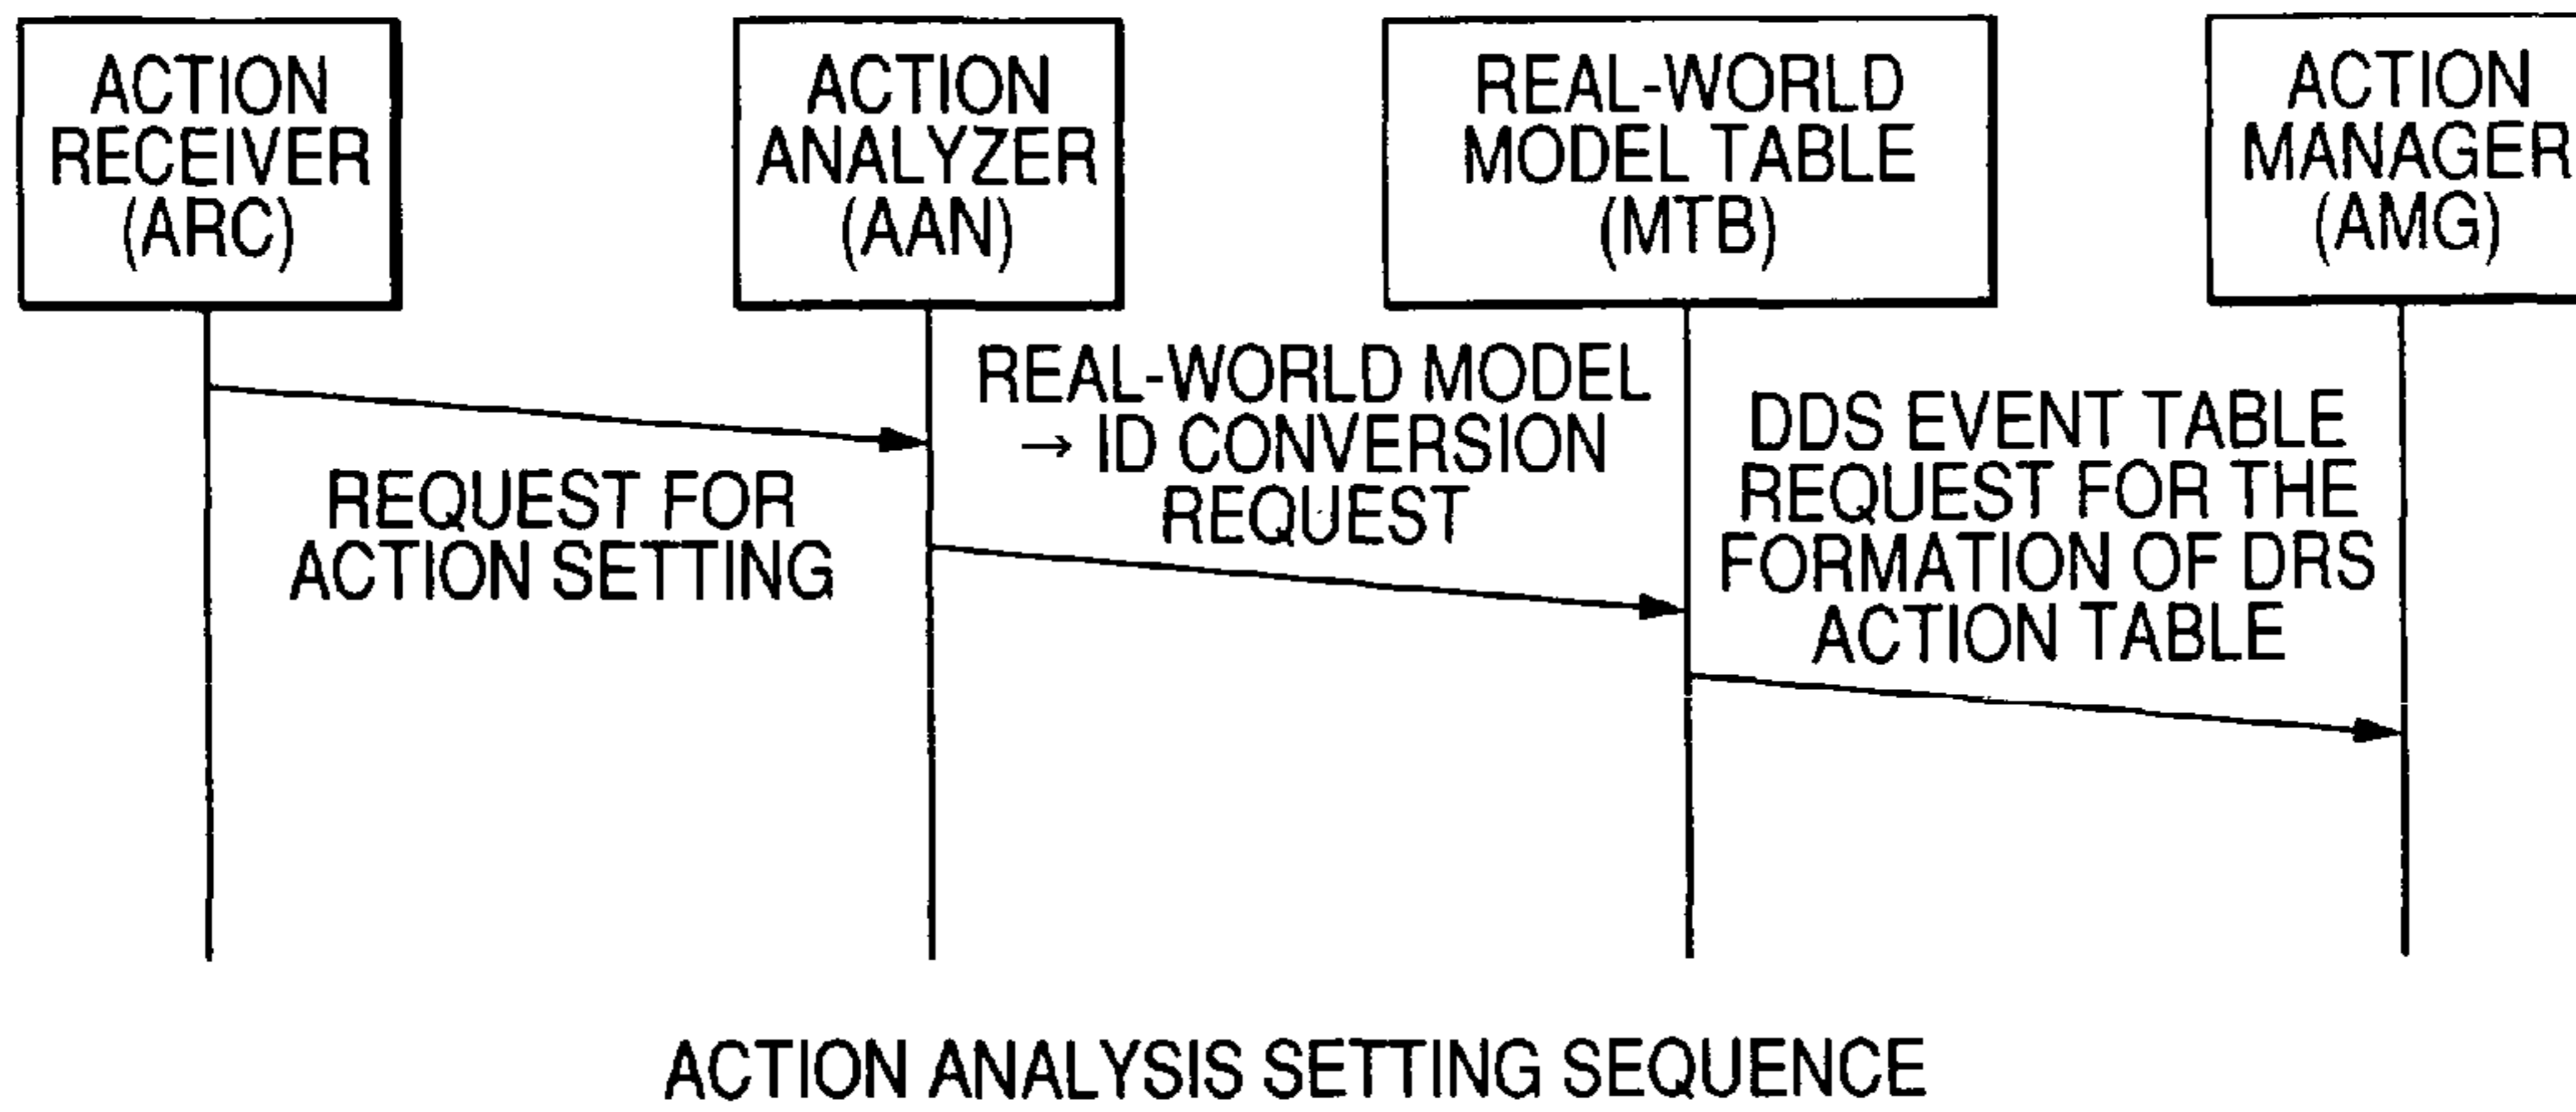 ACTION
RECEIVER
(ARC)
ACTION
ANALYZER
(AAN)
REAL-WORLD
MODEL TABLE
(MTB)
ACTION
MANAGER
(AMG)
REQUEST FOR
ACTION SETTING
REAL-WORLD MODEL
→ ID CONVERSION
REQUEST
DDS EVENT TABLE
REQUEST FOR THE
FORMATION OF DRS
ACTION TABLE
ACTION ANALYSIS SETTING SEQUENCE